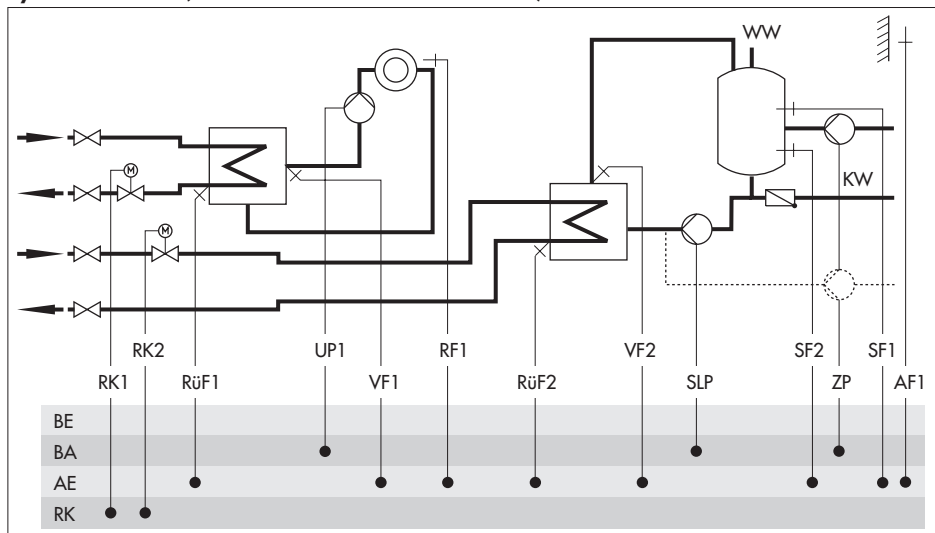 WW
M
KW
M
RK2 UP1 RF1 VF2 SF2 SF1
RK1 RüF1 VF1 RüF2 SLP ZP AF1
BE
BA
AE
RK